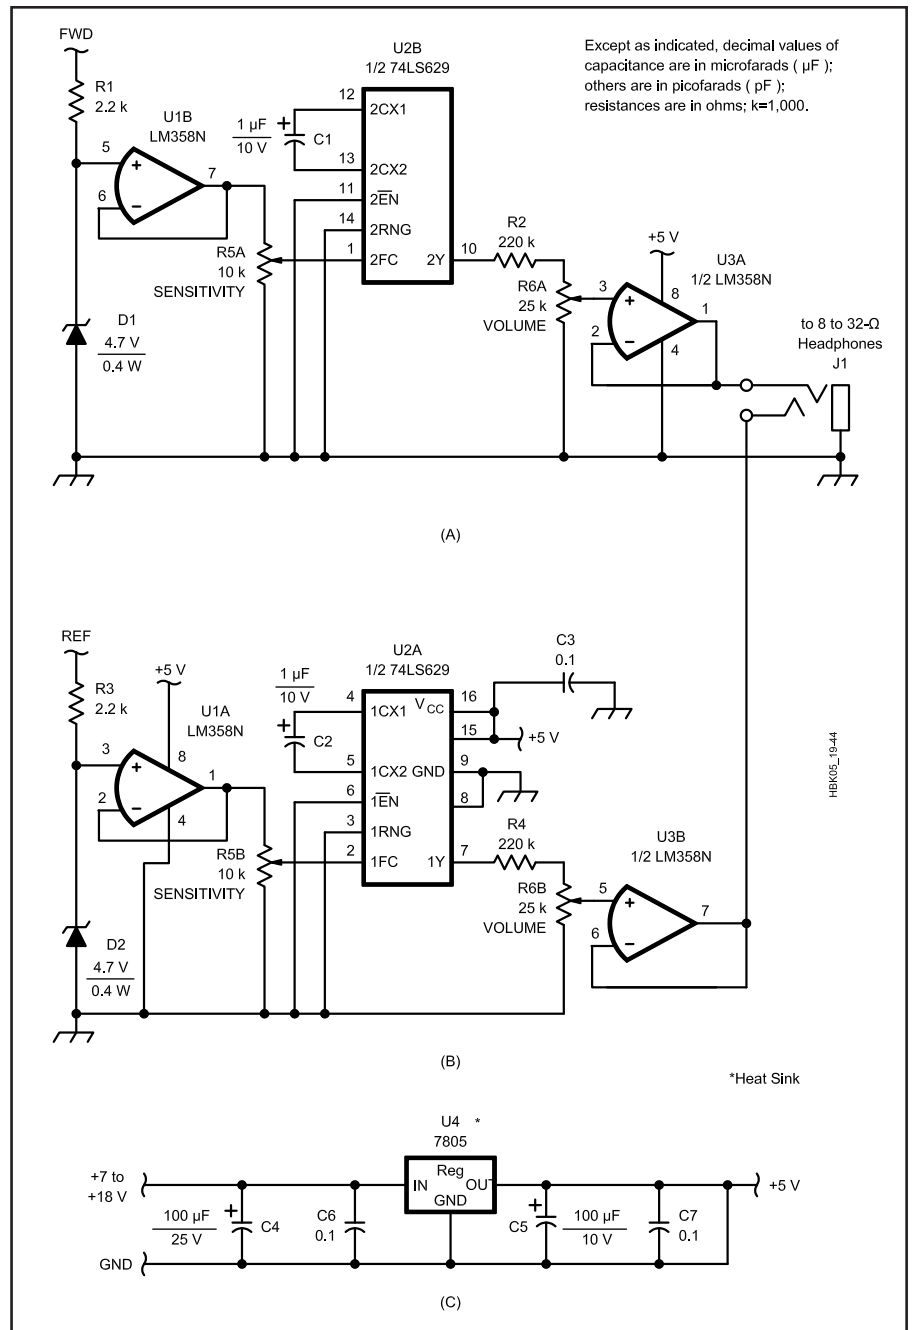 FWD
R1
2.2 k
U1B
LM358N
5
6
7
+
−
D1
4.7 V
0.4 W
R5A
10 k
SENSITIVITY
U2B
1/2 74LS629
1 µF
10 V
+
C1
12
13
11
14
1
2CX1
2CX2
2EN
2RNG
2FC
2Y
10
Except as indicated, decimal values of
capacitance are in microfarads ( µF );
others are in picofarads ( pF );
resistances are in ohms; k=1,000.
R2
220 k
R6A
25 k
VOLUME
+5 V
U3A
1/2 LM358N
3
2
8
1
4
+
−
to 8 to 32-Ω
Headphones
J1
(A)
REF
R3
2.2 k
+5 V
U1A
LM358N
3
2
8
1
4
+
−
D2
4.7 V
0.4 W
R5B
10 k
SENSITIVITY
U2A
1/2 74LS629
1 µF
10 V
+
C2
4
5
6
3
2
1CX1
1CX2
1EN
1RNG
1FC
VCC
GND
1Y
16
15
9
8
7
C3
0.1
+5 V
R4
220 k
R6B
25 k
VOLUME
U3B
1/2 LM358N
5
6
7
+
−
HBK05_19-44
(B)
*Heat Sink
U4 *
7805
Reg
IN
OUT
GND
+7 to
+18 V
GND
100 µF
25 V
+
C4
C6
0.1
+
C5
100 µF
10 V
C7
0.1
+5 V
(C)